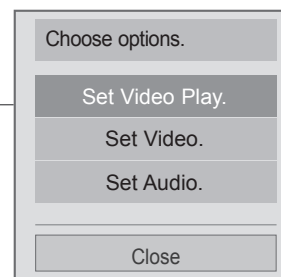 Choose options.
Set Video Play.
Set Video.
Set Audio.
Close